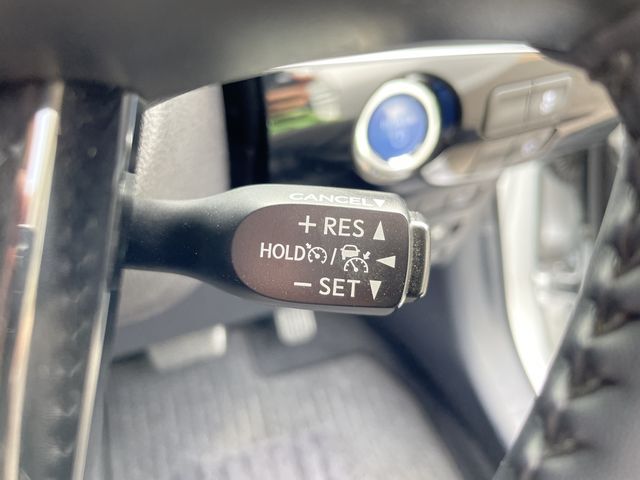 CANCEL▼
+ RES ▲
HOLD / ◀
− SET ▼